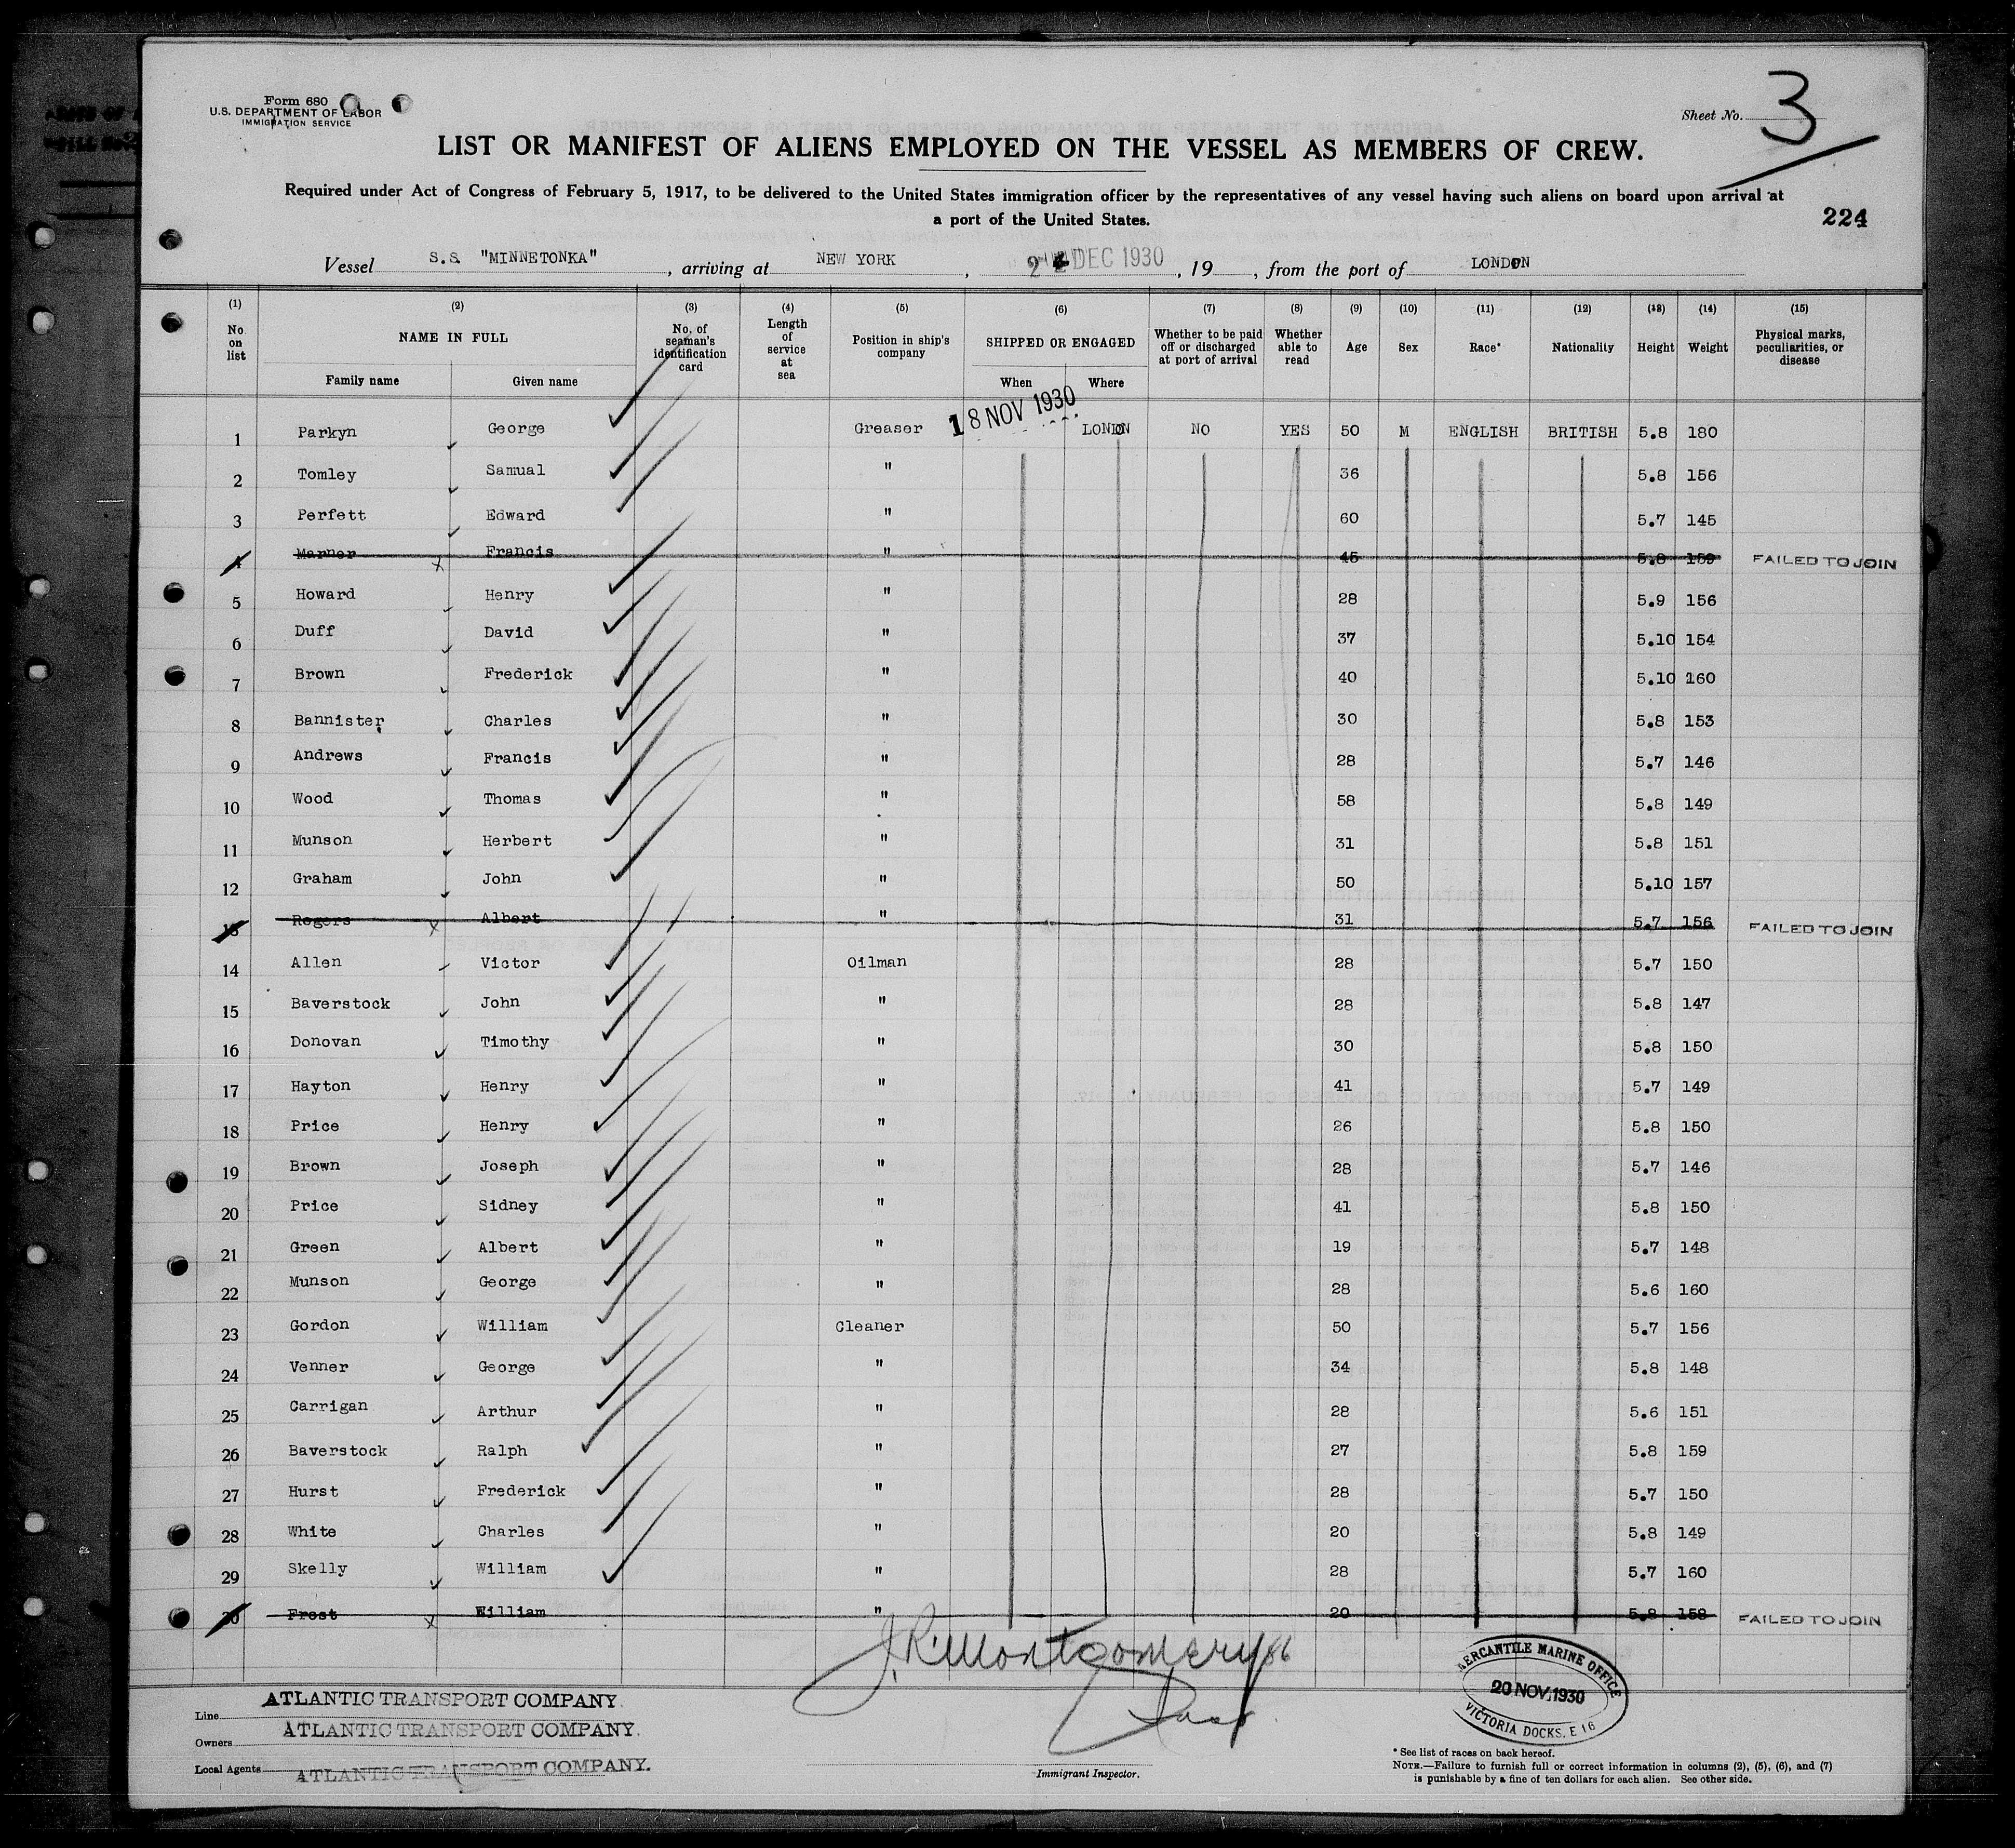 Form 680
U.S. DEPARTMENT OF LABOR
IMMIGRATION SERVICE
Sheet No. 3
LIST OR MANIFEST OF ALIENS EMPLOYED ON THE VESSEL AS MEMBERS OF CREW.
Required under Act of Congress of February 5, 1917, to be delivered to the United States immigration officer by the representatives of any vessel having such aliens on board upon arrival at
a port of the United States.
224
Vessel S.S. "MINNETONKA", arriving at NEW YORK, 2 DEC 1930, 19 , from the port of LONDON
(1) (2) (3) (4) (5) (6) (7) (8) (9) (10) (11) (12) (13) (14) (15)
No. on list NAME IN FULL Family name Given name No. of seaman's identification card Length of service at sea Position in ship's company SHIPPED OR ENGAGED When Where Whether to be paid off or discharged at port of arrival Whether able to read Age Sex Race* Nationality Height Weight Physical marks, peculiarities, or disease
1 Parkyn George Greaser 18 NOV 1930 LONDON NO YES 50 M ENGLISH BRITISH 5.8 180
2 Tomley Samual " 36 5.8 156
3 Perfett Edward " 60 5.7 145
4 Marner Francis " 45 5.8 159 FAILED TO JOIN
5 Howard Henry " 28 5.9 156
6 Duff David " 37 5.10 154
7 Brown Frederick " 40 5.10 160
8 Bannister Charles " 30 5.8 153
9 Andrews Francis " 28 5.7 146
10 Wood Thomas " 58 5.8 149
11 Munson Herbert " 31 5.8 151
12 Graham John " 50 5.10 157
13 Rogers Albert " 31 5.7 156 FAILED TO JOIN
14 Allen Victor Oilman 28 5.7 150
15 Baverstock John " 28 5.8 147
16 Donovan Timothy " 30 5.8 150
17 Hayton Henry " 41 5.7 149
18 Price Henry " 26 5.8 150
19 Brown Joseph " 28 5.7 146
20 Price Sidney " 41 5.8 150
21 Green Albert " 19 5.7 148
22 Munson George " 28 5.6 160
23 Gordon William Cleaner 50 5.7 156
24 Venner George " 34 5.8 148
25 Carrigan Arthur " 28 5.6 151
26 Baverstock Ralph " 27 5.8 159
27 Hurst Frederick " 28 5.7 150
28 White Charles " 20 5.8 149
29 Skelly William " 28 5.7 160
30 Frost William " 20 5.8 158 FAILED TO JOIN
J.R. Montgomery 86
Line ATLANTIC TRANSPORT COMPANY.
Owners ATLANTIC TRANSPORT COMPANY.
Local Agents ATLANTIC TRANSPORT COMPANY.
Immigrant Inspector.
MERCANTILE MARINE OFFICE
20 NOV. 1930
VICTORIA DOCKS. E 16
* See list of races on back hereof.
NOTE.—Failure to furnish full or correct information in columns (2), (5), (6), and (7)
is punishable by a fine of ten dollars for each alien. See other side.